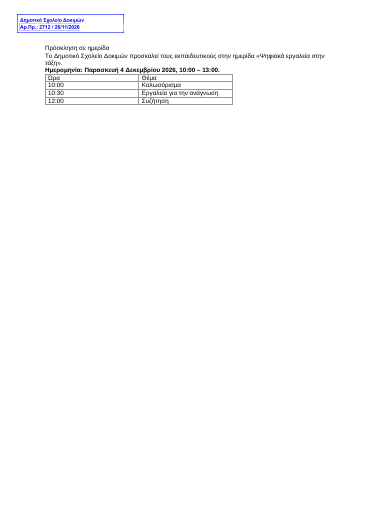 Δημοτικό Σχολείο Δοκιμών
Αρ.Πρ.: 2712 / 26/11/2026
Πρόσκληση σε ημερίδα
Το Δημοτικό Σχολείο Δοκιμών προσκαλεί τους εκπαιδευτικούς στην ημερίδα «Ψηφιακά εργαλεία στην
τάξη».
Ημερομηνία: Παρασκευή 4 Δεκεμβρίου 2026, 10:00 – 13:00.
Ώρα Θέμα
10:00 Καλωσόρισμα
10:30 Εργαλεία για την ανάγνωση
12:00 Συζήτηση